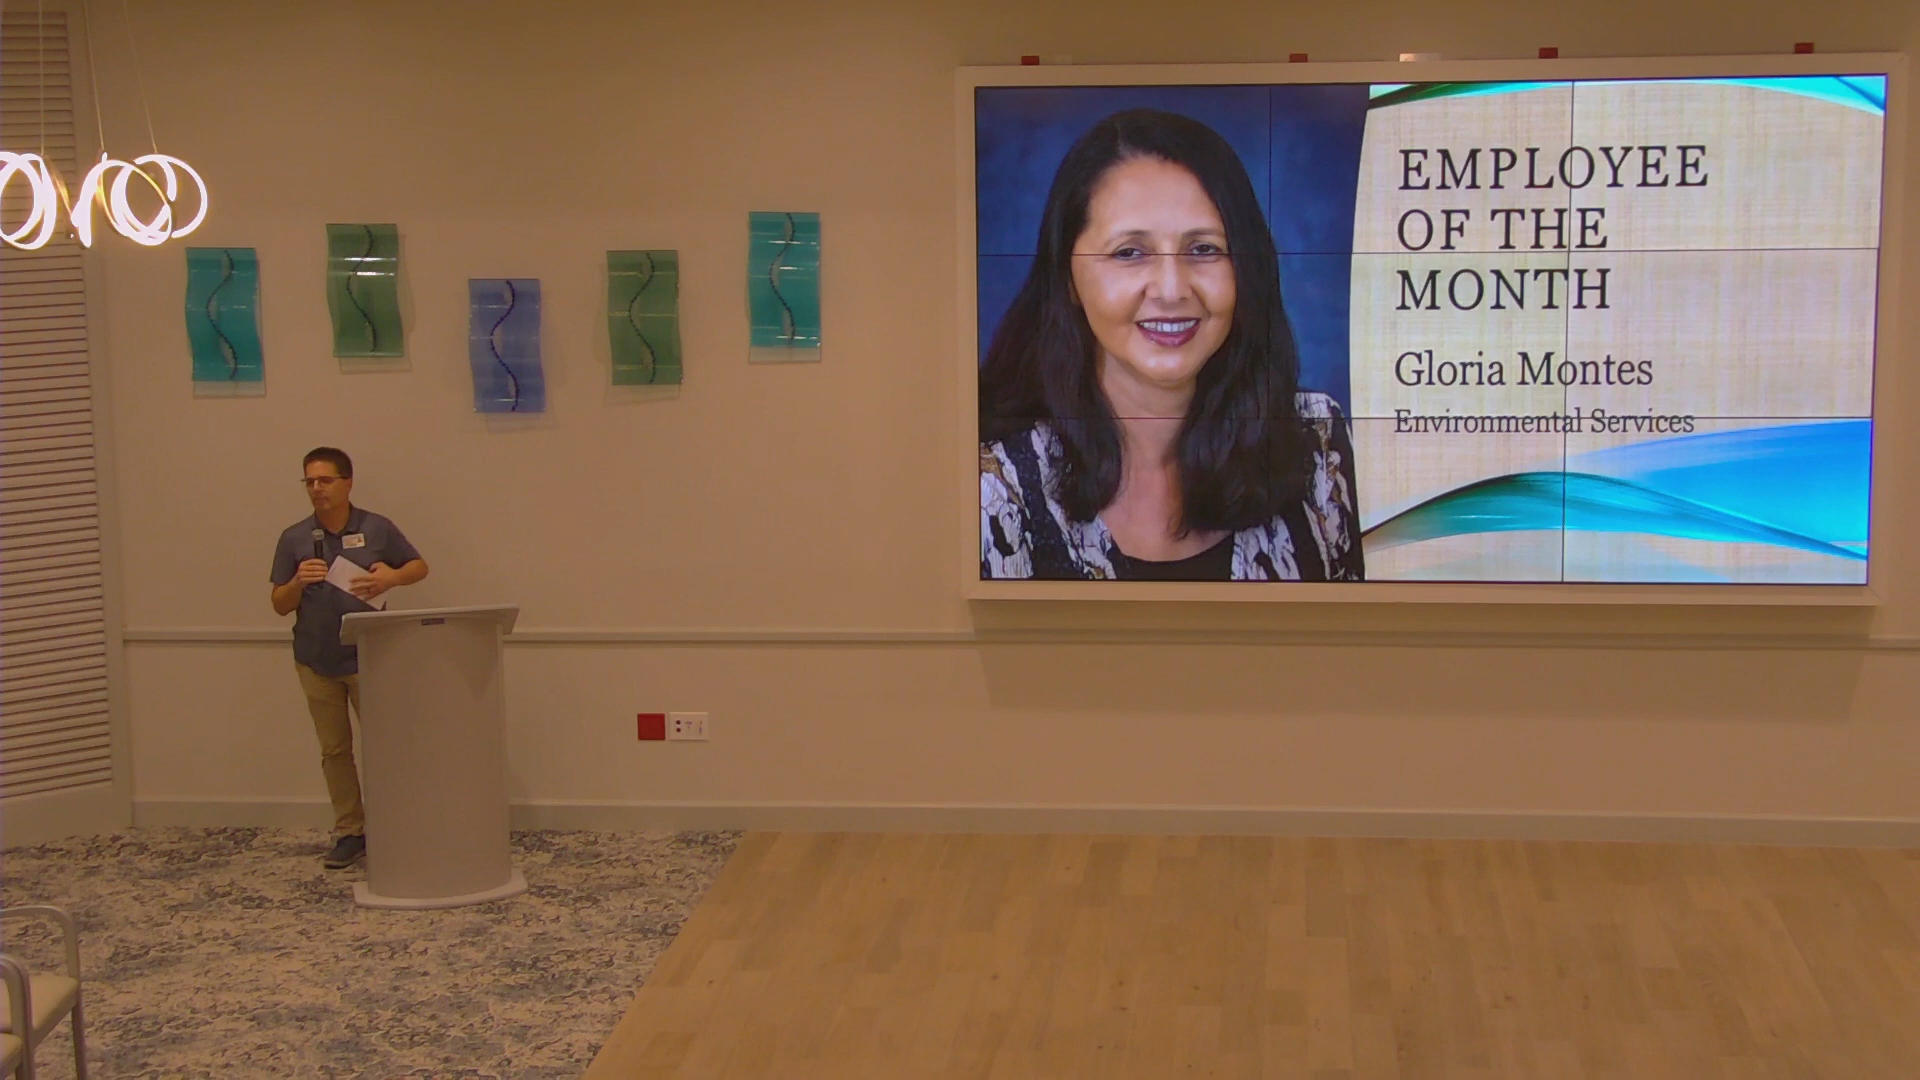 EMPLOYEE
OF THE
MONTH
Gloria Montes
Environmental Services